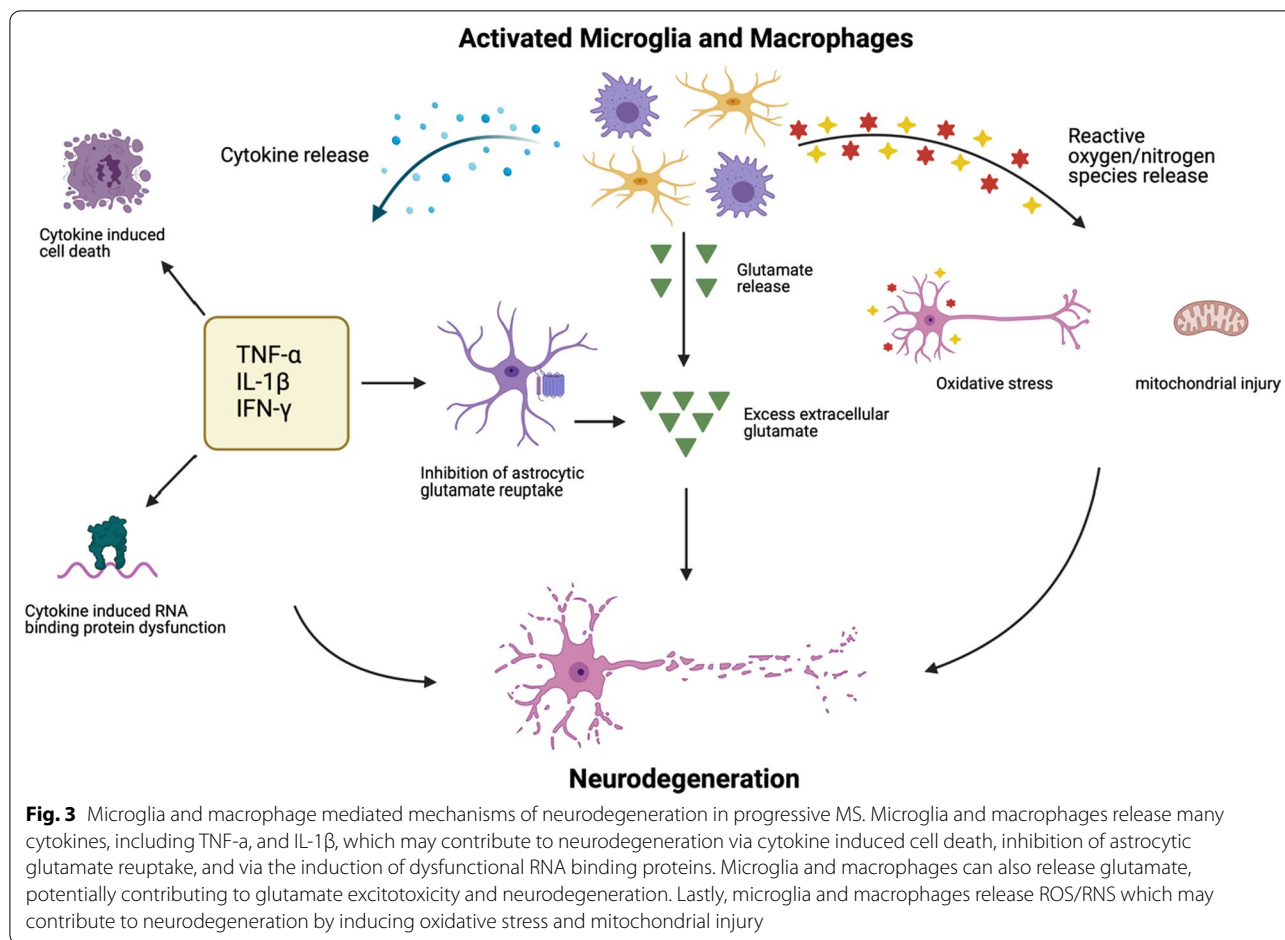 Activated Microglia and Macrophages
Cytokine release
Reactive
oxygen/nitrogen
species release
Cytokine induced
cell death
Glutamate
release
TNF-α
IL-1β
IFN-γ
Oxidative stress
mitochondrial injury
Excess extracellular
glutamate
Inhibition of astrocytic
glutamate reuptake
Cytokine induced RNA
binding protein dysfunction
Neurodegeneration
Fig. 3 Microglia and macrophage mediated mechanisms of neurodegeneration in progressive MS. Microglia and macrophages release many
cytokines, including TNF-a, and IL-1β, which may contribute to neurodegeneration via cytokine induced cell death, inhibition of astrocytic
glutamate reuptake, and via the induction of dysfunctional RNA binding proteins. Microglia and macrophages can also release glutamate,
potentially contributing to glutamate excitotoxicity and neurodegeneration. Lastly, microglia and macrophages release ROS/RNS which may
contribute to neurodegeneration by inducing oxidative stress and mitochondrial injury